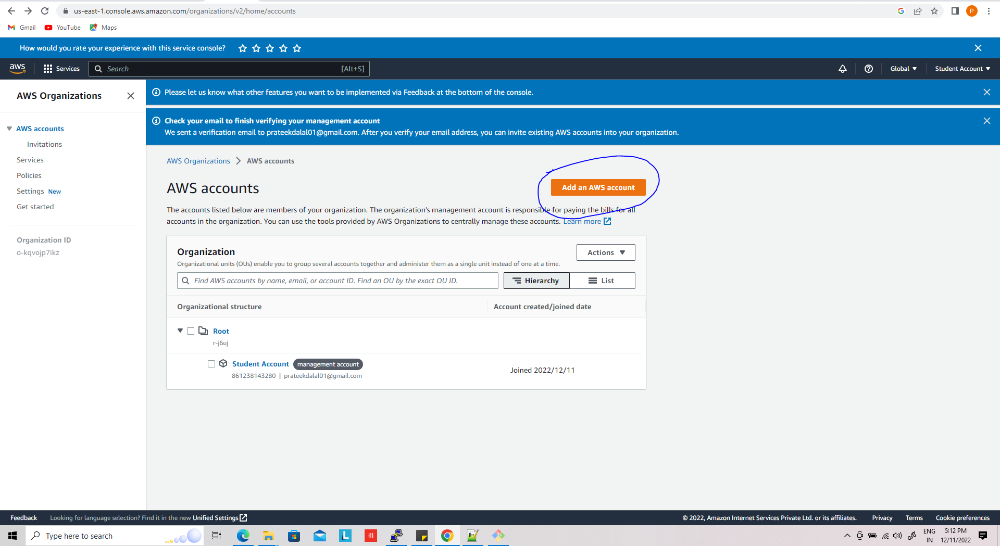 us-east-1.console.aws.amazon.com/organizations/v2/home/accounts
P
Gmail YouTube Maps
How would you rate your experience with this service console?
aws Services Search [Alt+S] Global Student Account
AWS Organizations
Please let us know what other features you want to be implemented via Feedback at the bottom of the console.
Check your email to finish verifying your management account
We sent a verification email to prateekdalal01@gmail.com. After you verify your email address, you can invite existing AWS accounts into your organization.
AWS accounts
Invitations
Services
Policies
Settings New
Get started
Organization ID
o-kqvojp7ikz
AWS Organizations AWS accounts
AWS accounts
Add an AWS account
The accounts listed below are members of your organization. The organization's management account is responsible for paying the bills for all
accounts in the organization. You can use the tools provided by AWS Organizations to centrally manage these accounts. Learn more
Organization
Actions
Organizational units (OUs) enable you to group several accounts together and administer them as a single unit instead of one at a time.
Find AWS accounts by name, email, or account ID. Find an OU by the exact OU ID.
Hierarchy List
Organizational structure Account created/joined date
Root
r-j6uj
Student Account management account
861238143280 | prateekdalal01@gmail.com
Joined 2022/12/11
Feedback Looking for language selection? Find it in the new Unified Settings © 2022, Amazon Internet Services Private Ltd. or its affiliates. Privacy Terms Cookie preferences
Type here to search
L
ENG
IN
5:12 PM
12/11/2022